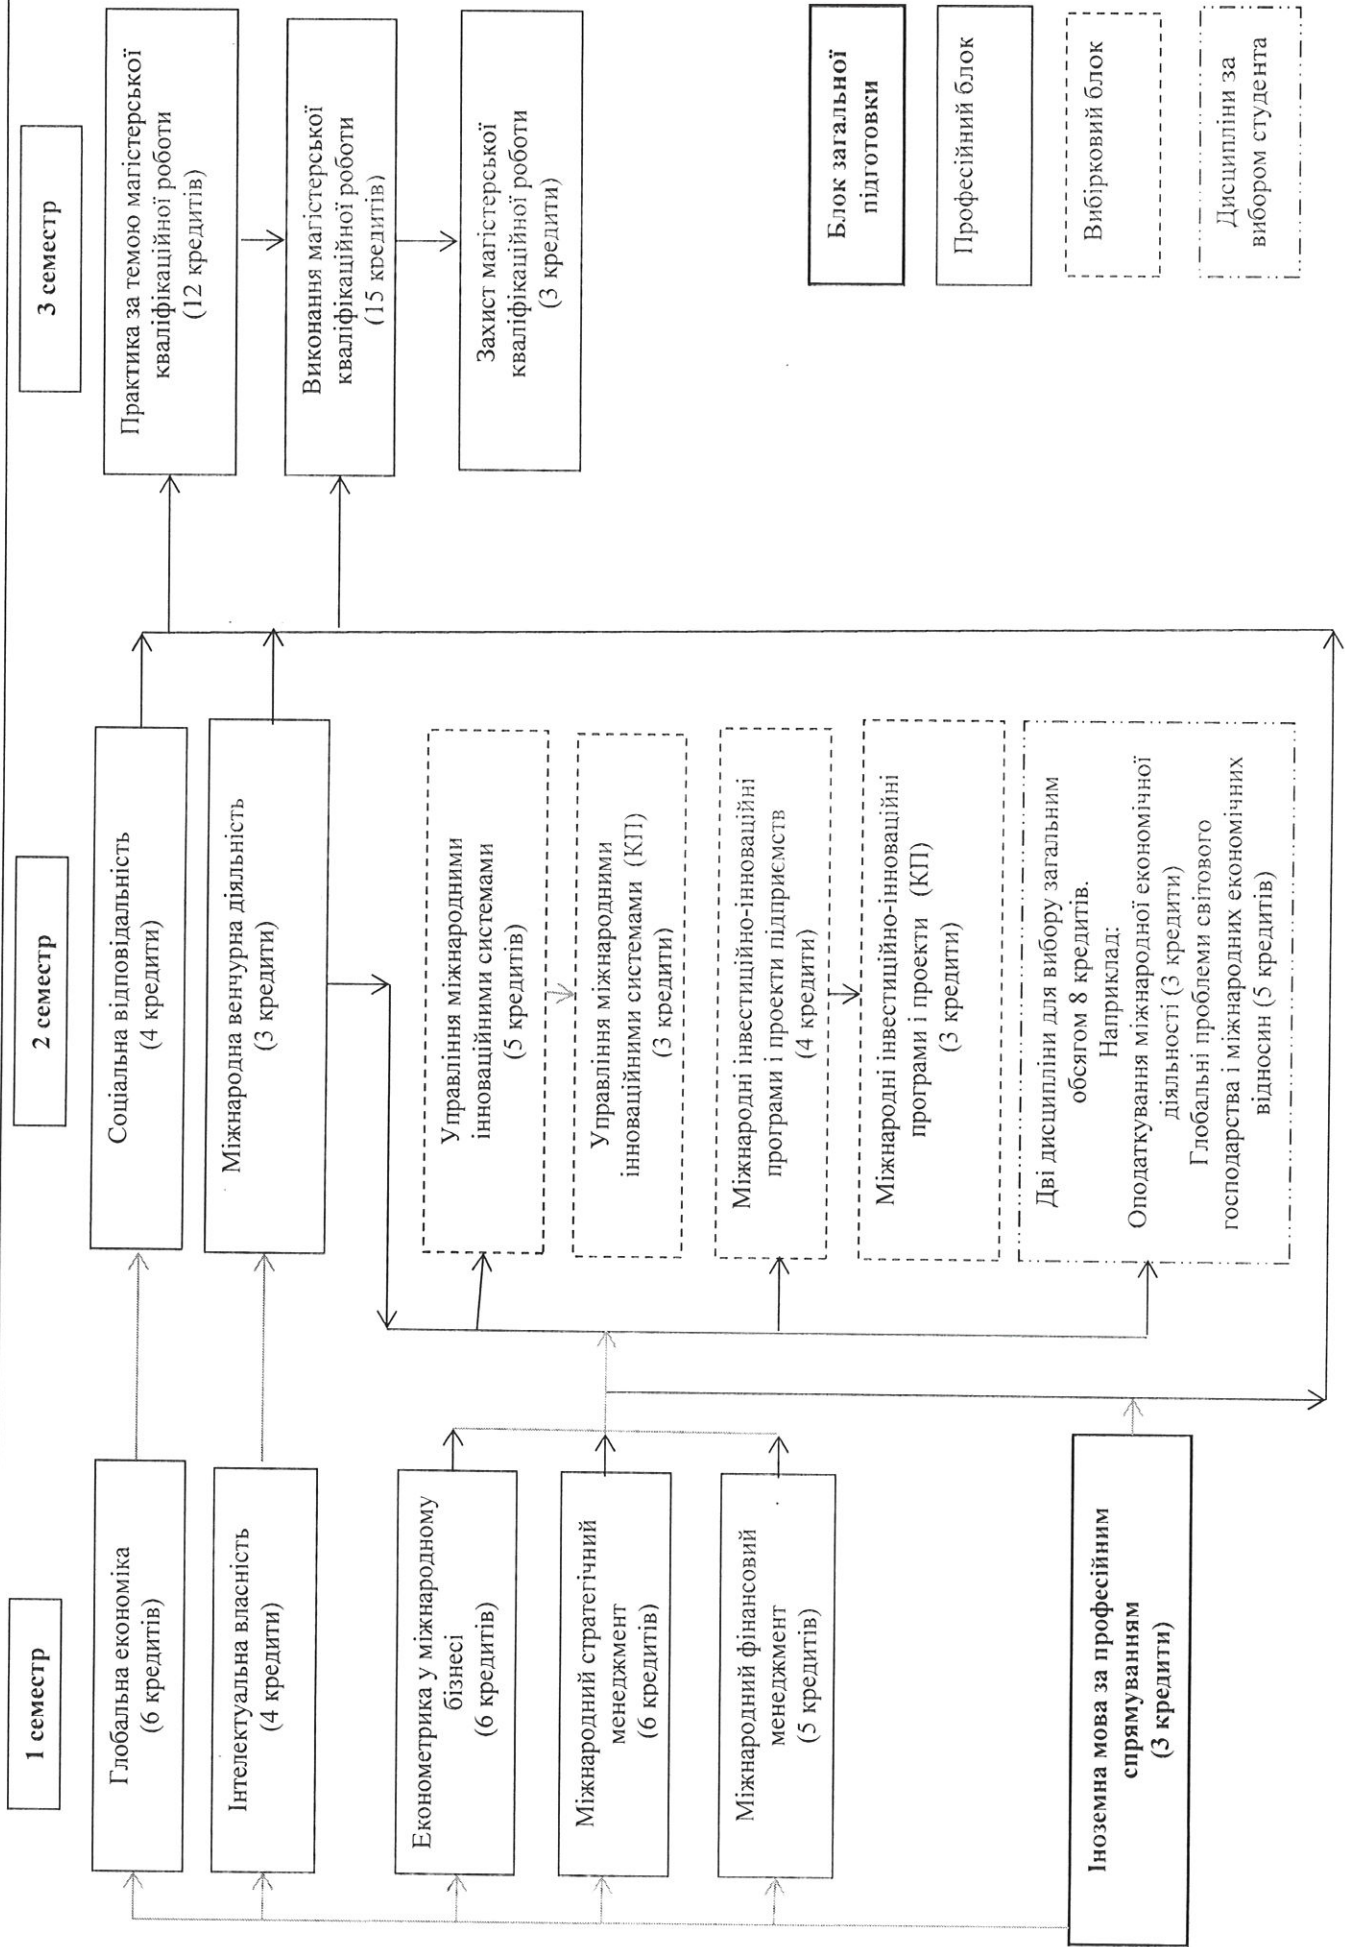 1 семестр
Глобальна економіка
(6 кредитів)
Інтелектуальна власність
(4 кредити)
Економетрика у міжнародному
бізнесі
(6 кредитів)
Міжнародний стратегічний
менеджмент
(6 кредитів)
Міжнародний фінансовий
менеджмент
(5 кредитів)
Іноземна мова за професійним
спрямуванням
(3 кредити)
2 семестр
Соціальна відповідальність
(4 кредити)
Міжнародна венчурна діяльність
(3 кредити)
Управління міжнародними
інноваційними системами
(5 кредитів)
Управління міжнародними
інноваційними системами (КП)
(3 кредити)
Міжнародні інвестиційно-інноваційні
програми і проекти підприємств
(4 кредити)
Міжнародні інвестиційно-інноваційні
програми і проекти (КП)
(3 кредити)
Дві дисципліни для вибору загальним
обсягом 8 кредитів.
Наприклад:
Оподаткування міжнародної економічної
діяльності (3 кредити)
Глобальні проблеми світового
господарства і міжнародних економічних
відносин (5 кредитів)
3 семестр
Практика за темою магістерської
кваліфікаційної роботи
(12 кредитів)
Виконання магістерської
кваліфікаційної роботи
(15 кредитів)
Захист магістерської
кваліфікаційної роботи
(3 кредити)
Блок загальної
підготовки
Професійний блок
Вибірковий блок
Дисципліни за
вибором студента